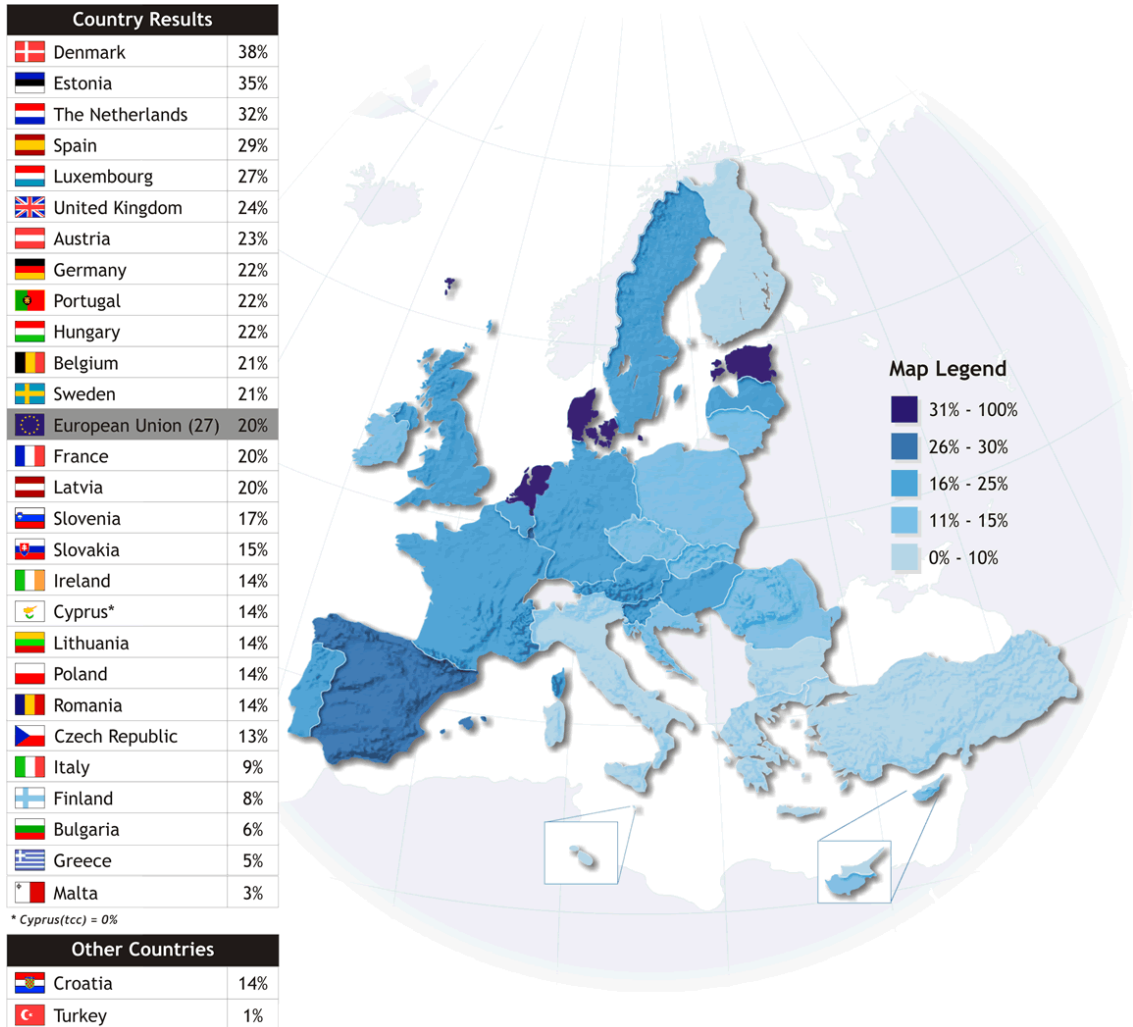 Country Results
Denmark 38%
Estonia 35%
The Netherlands 32%
Spain 29%
Luxembourg 27%
United Kingdom 24%
Austria 23%
Germany 22%
Portugal 22%
Hungary 22%
Belgium 21%
Sweden 21%
European Union (27) 20%
France 20%
Latvia 20%
Slovenia 17%
Slovakia 15%
Ireland 14%
Cyprus* 14%
Lithuania 14%
Poland 14%
Romania 14%
Czech Republic 13%
Italy 9%
Finland 8%
Bulgaria 6%
Greece 5%
Malta 3%
* Cyprus(tcc) = 0%
Other Countries
Croatia 14%
Turkey 1%
Map Legend
31% - 100%
26% - 30%
16% - 25%
11% - 15%
0% - 10%